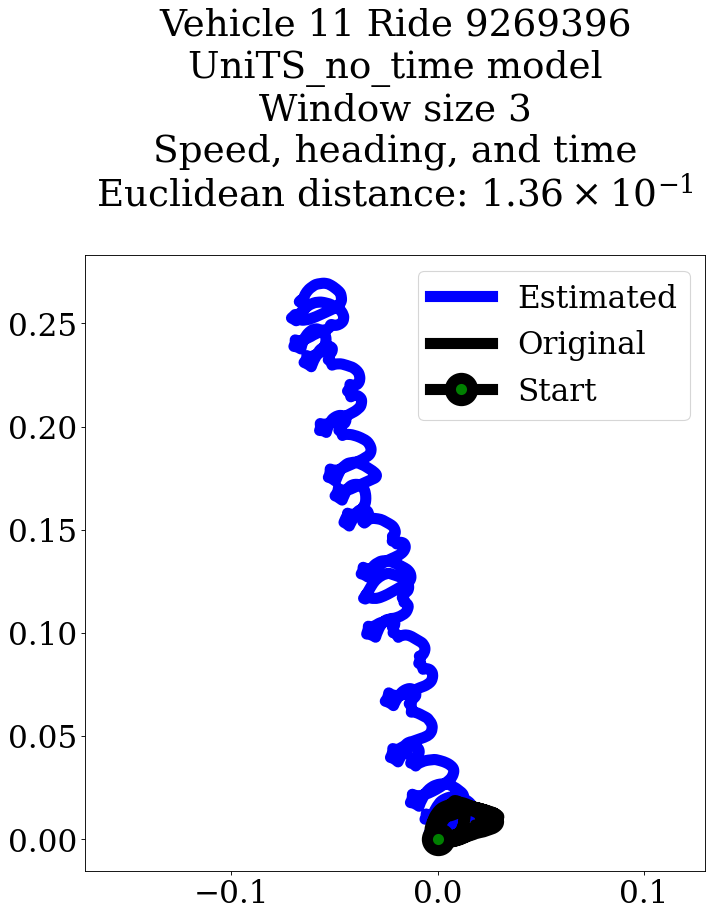 Vehicle 11 Ride 9269396
UniTS_no_time model
Window size 3
Speed, heading, and time
Euclidean distance: 1.36 × 10⁻¹
Estimated
Original
Start
0.25
0.20
0.15
0.10
0.05
0.00
−0.1
0.0
0.1